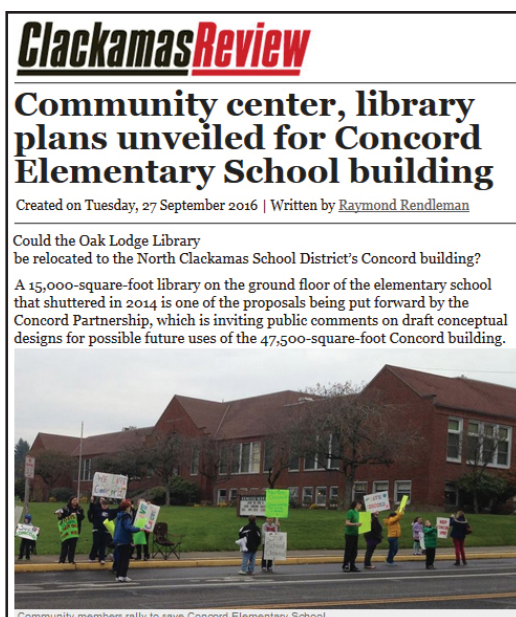 ClackamasReview
Community center, library
plans unveiled for Concord
Elementary School building
Created on Tuesday, 27 September 2016 | Written by Raymond Rendleman
Could the Oak Lodge Library
be relocated to the North Clackamas School District's Concord building?
A 15,000-square-foot library on the ground floor of the elementary school
that shuttered in 2014 is one of the proposals being put forward by the
Concord Partnership, which is inviting public comments on draft conceptual
designs for possible future uses of the 47,500-square-foot Concord building.
Community members rally to save Concord Elementary School